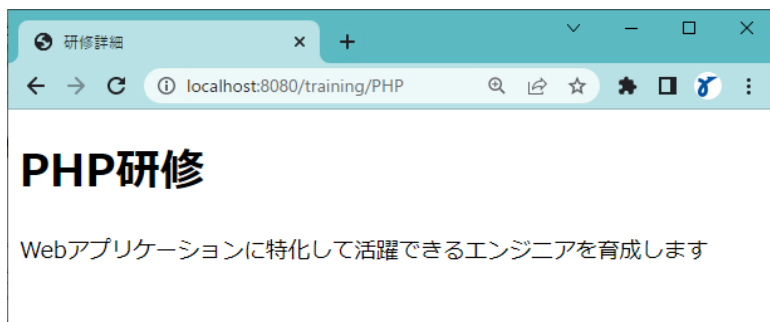 研修詳細
localhost:8080/training/PHP
PHP研修
Webアプリケーションに特化して活躍できるエンジニアを育成します